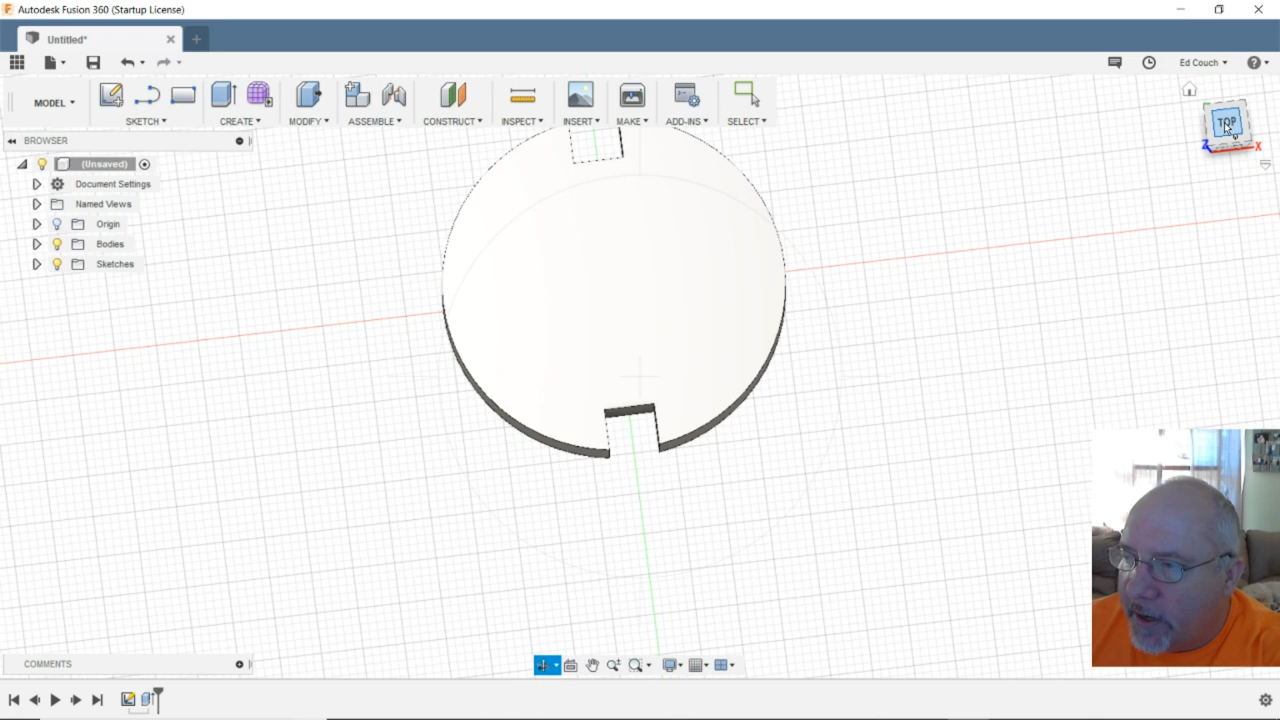 Autodesk Fusion 360 (Startup License)
Untitled*
Ed Couch
MODEL
SKETCH
CREATE
MODIFY
ASSEMBLE
CONSTRUCT
INSPECT
INSERT
MAKE
ADD-INS
SELECT
BROWSER
(Unsaved)
Document Settings
Named Views
Origin
Bodies
Sketches
TOP
Z
X
COMMENTS